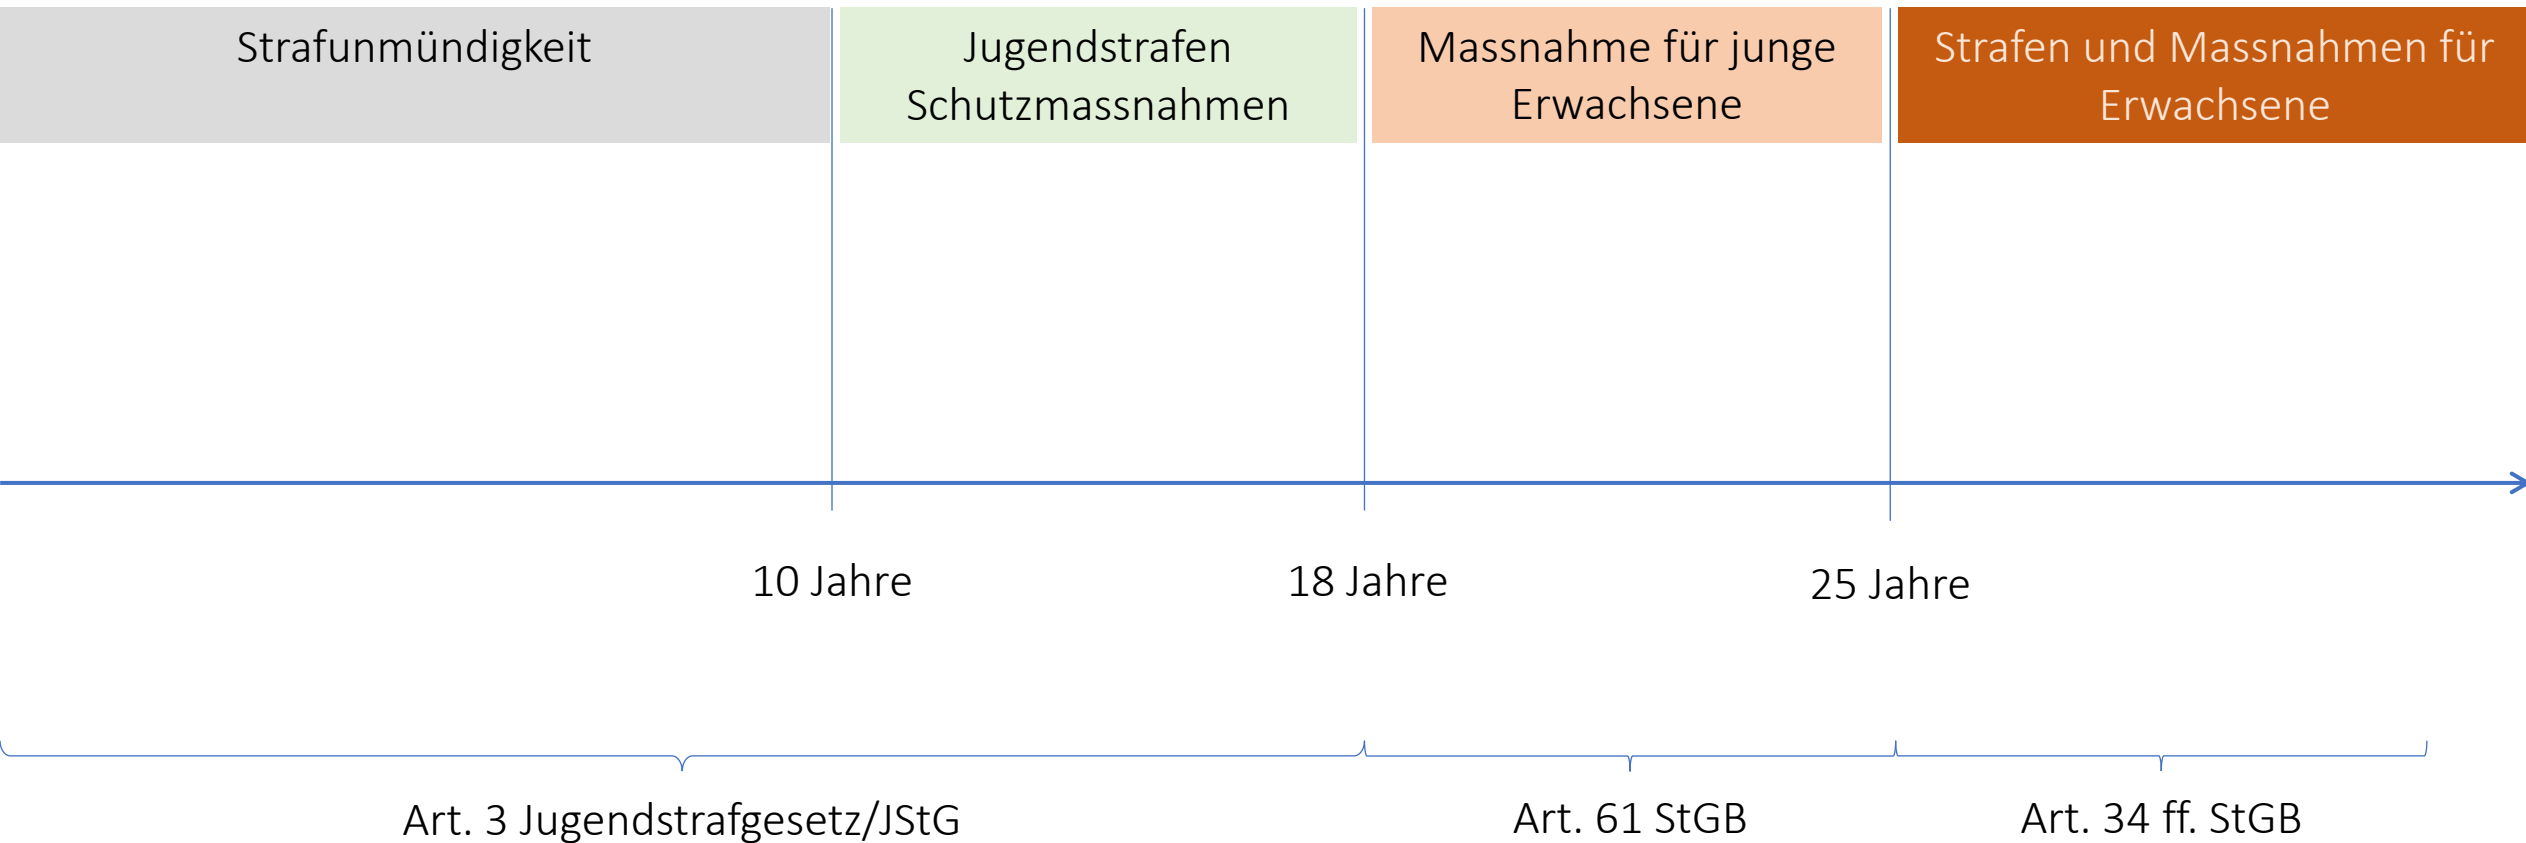 Strafunmündigkeit
Jugendstrafen
Schutzmassnahmen
Massnahme für junge
Erwachsene
Strafen und Massnahmen für
Erwachsene
10 Jahre
18 Jahre
25 Jahre
Art. 3 Jugendstrafgesetz/JStG
Art. 61 StGB
Art. 34 ff. StGB